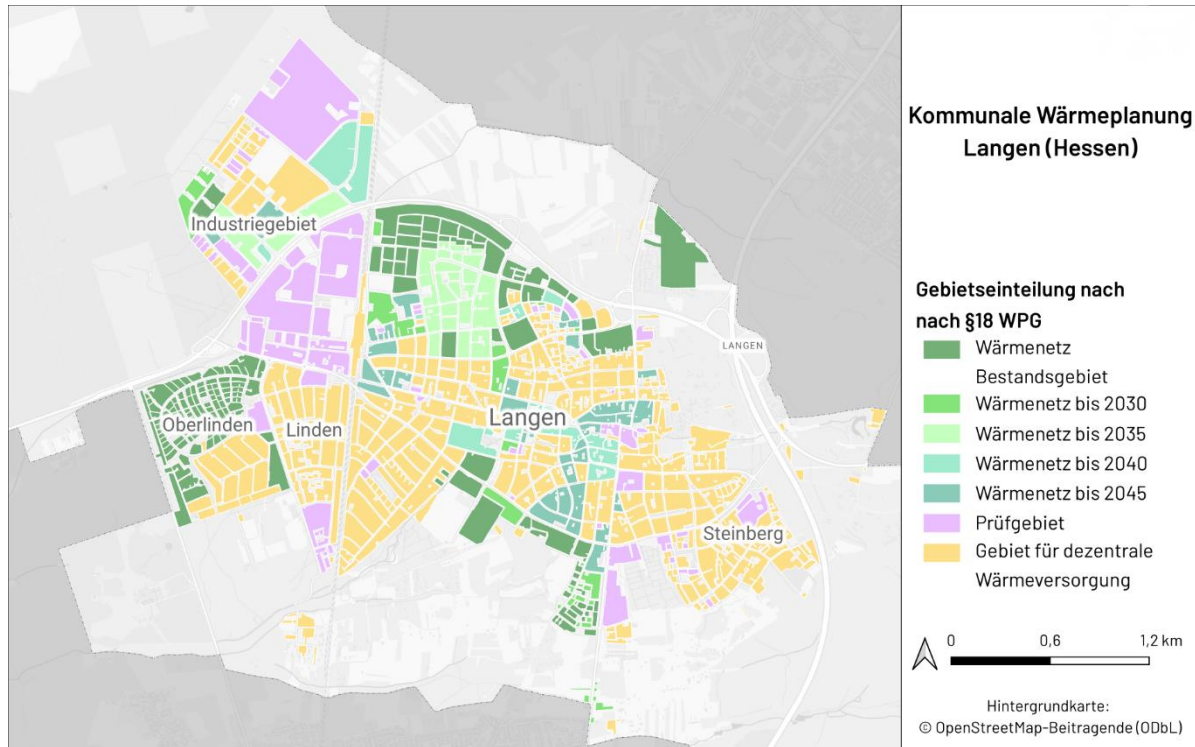 Kommunale Wärmeplanung
Langen (Hessen)
Industriegebiet
LANGEN
Oberlinden
Linden
Langen
Steinberg
Gebietseinteilung nach
nach §18 WPG
Wärmenetz
Bestandsgebiet
Wärmenetz bis 2030
Wärmenetz bis 2035
Wärmenetz bis 2040
Wärmenetz bis 2045
Prüfgebiet
Gebiet für dezentrale
Wärmeversorgung
0 0,6 1,2 km
Hintergrundkarte:
© OpenStreetMap-Beitragende (ODbL)